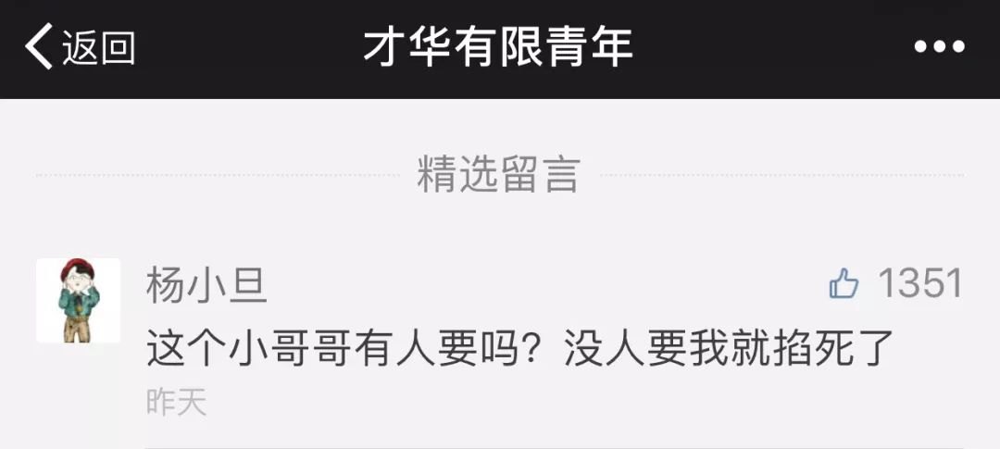 返回 才华有限青年
精选留言
杨小旦 1351
这个小哥哥有人要吗？没人要我就掐死了
昨天